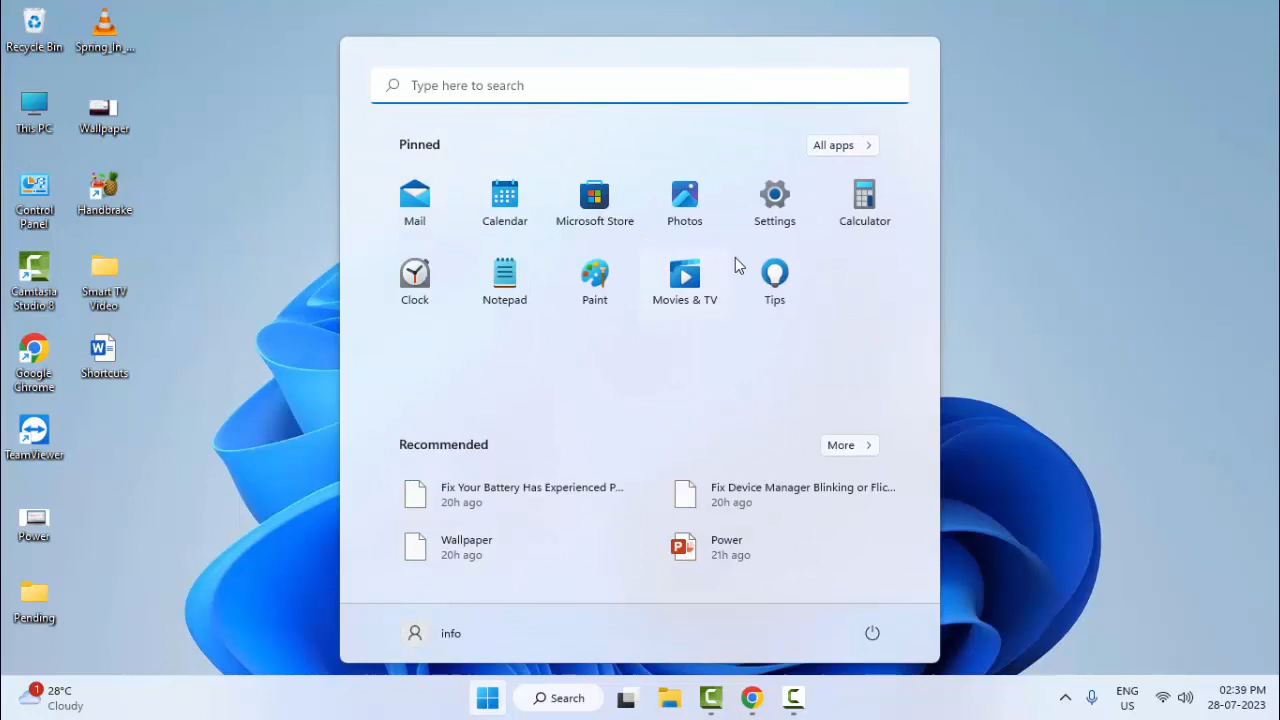 Recycle Bin
Spring_In_...
This PC
Wallpaper
Control
Panel
Handbrake
Camtasia
Studio 8
Smart TV
Video
Google
Chrome
Shortcuts
TeamViewer
Power
Pending
Type here to search
Pinned
All apps
Mail
Calendar
Microsoft Store
Photos
Settings
Calculator
Clock
Notepad
Paint
Movies & TV
Tips
Recommended
More
Fix Your Battery Has Experienced P...
20h ago
Fix Device Manager Blinking or Flic...
20h ago
Wallpaper
20h ago
Power
21h ago
info
1
28°C
Cloudy
Search
ENG
US
02:39 PM
28-07-2023